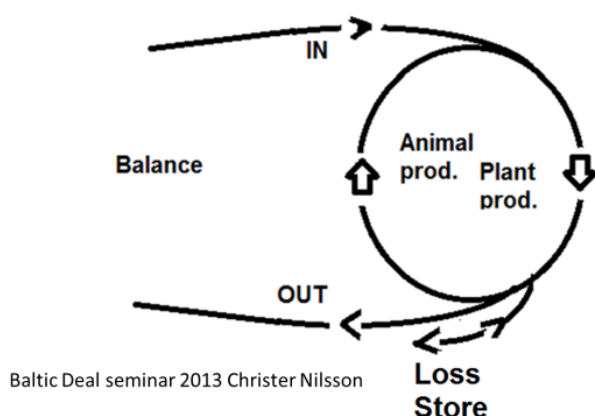 IN
Animal
prod.
Plant
prod.
Balance
OUT
Baltic Deal seminar 2013 Christer Nilsson
Loss
Store